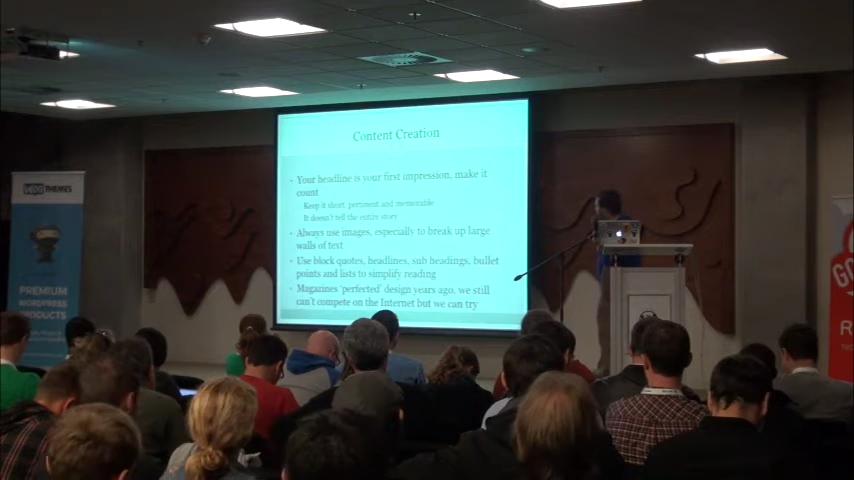 Content Creation
Your headline is your first impression, make it
count
Keep it short, pertinent and memorable
It doesn't tell the entire story
Always use images, especially to break up large
walls of text
Use block quotes, headlines, sub headings, bullet
points and lists to simplify reading
Magazines 'perfected' design years ago, we still
can't compete on the Internet but we can try
WOOTHEMES
PREMIUM
WORDPRESS
PRODUCTS
GO
R